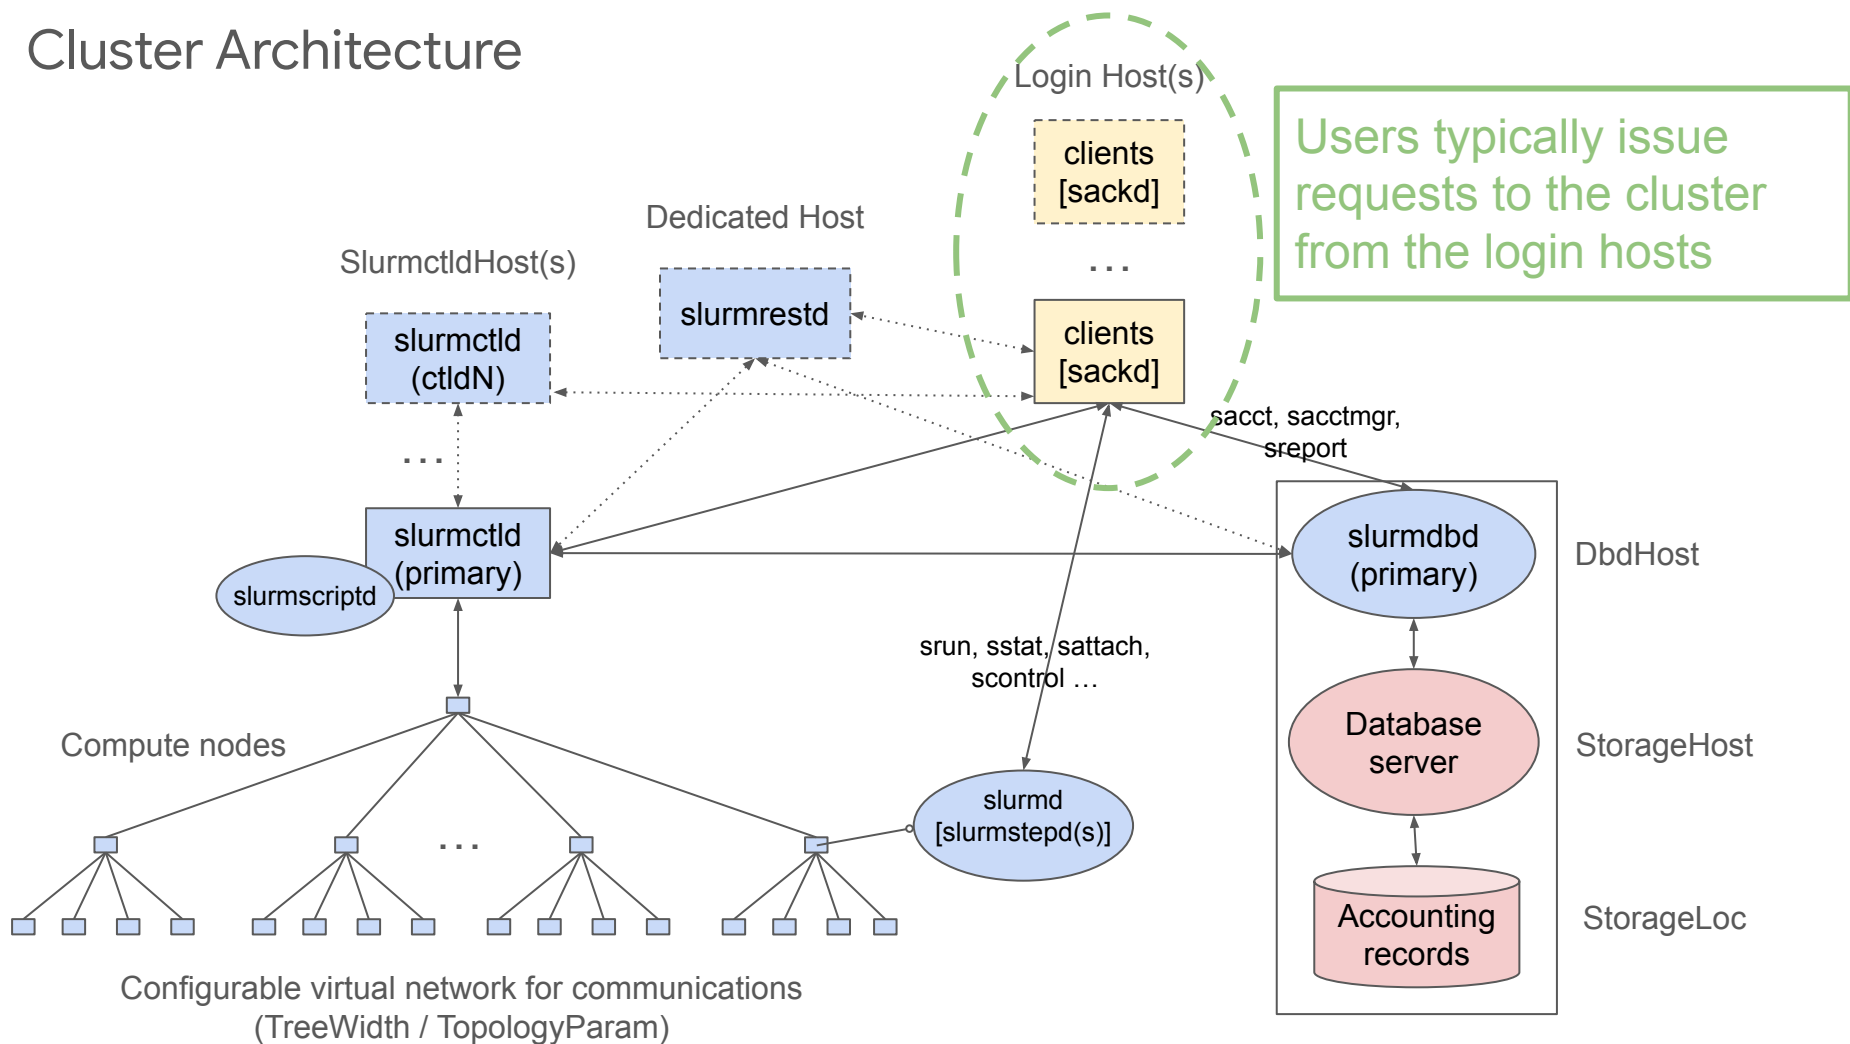 Cluster Architecture
Login Host(s)
clients
[sackd]
Users typically issue
requests to the cluster
from the login hosts
Dedicated Host
SlurmctldHost(s)
...
slurmrestd
slurmctld
(ctldN)
clients
[sackd]
sacct, sacctmgr,
sreport
...
slurmctld
(primary)
slurmscriptd
slurmdbd
(primary)
DbdHost
srun, sstat, sattach,
scontrol ...
Compute nodes
Database
server
StorageHost
...
slurmd
[slurmstepd(s)]
Accounting
records
StorageLoc
Configurable virtual network for communications
(TreeWidth / TopologyParam)